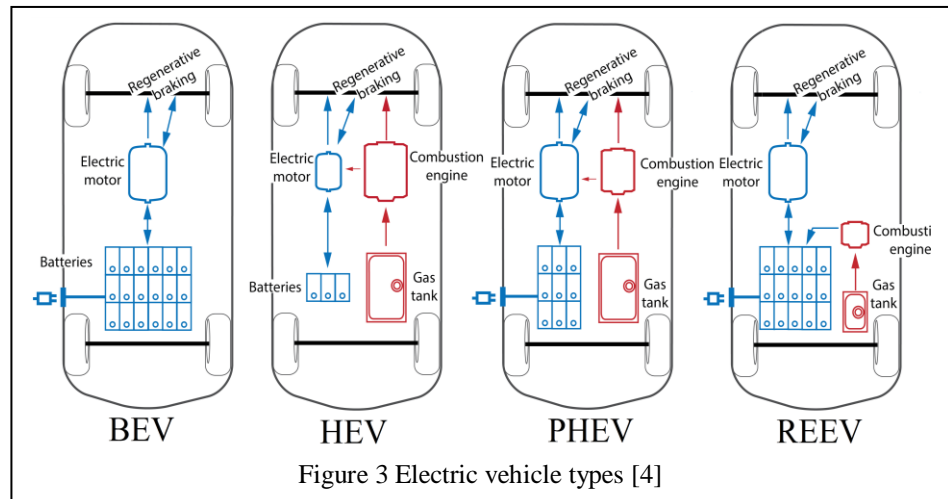 Regenerative
braking
Electric
motor
Batteries
BEV
Regenerative
braking
Electric
motor
Combustion
engine
Batteries
Gas
tank
HEV
Regenerative
braking
Electric
motor
Combustion
engine
Gas
tank
PHEV
Regenerative
braking
Electric
motor
Combusti
engine
Gas
tank
REEV
Figure 3 Electric vehicle types [4]